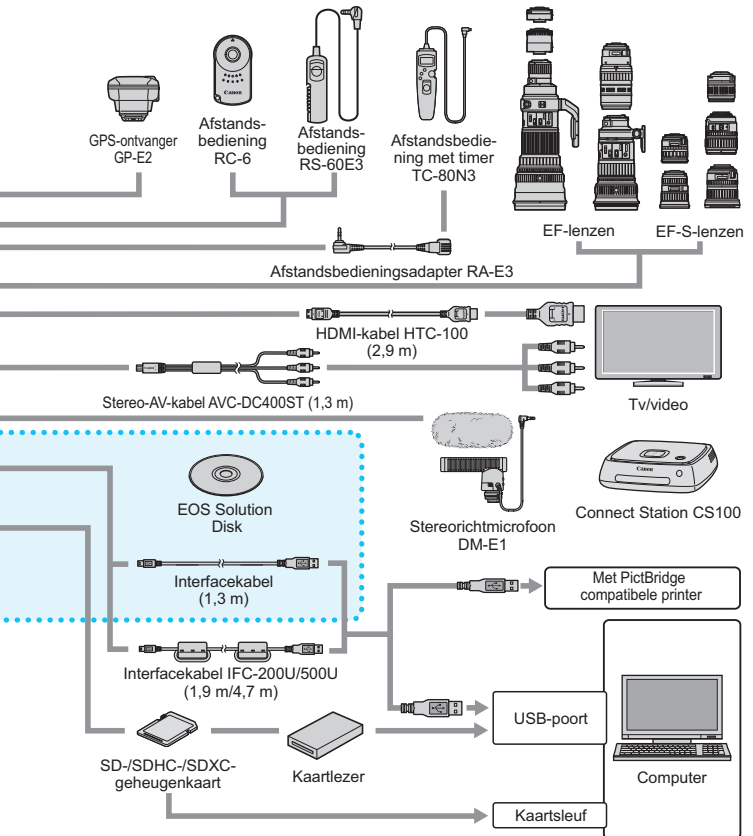 Canon
GPS-ontvanger
GP-E2
Afstands-
bediening
RC-6
Afstands-
bediening
RS-60E3
Afstandsbedie-
ning met timer
TC-80N3
EF-lenzen
EF-S-lenzen
Afstandsbedieningsadapter RA-E3
HDMI-kabel HTC-100
(2,9 m)
Tv/video
Stereo-AV-kabel AVC-DC400ST (1,3 m)
EOS Solution
Disk
Stereorichtmicrofoon
DM-E1
Canon
Connect Station CS100
Interfacekabel
(1,3 m)
Met PictBridge
compatibele printer
Interfacekabel IFC-200U/500U
(1,9 m/4,7 m)
USB-poort
SD-/SDHC-/SDXC-
geheugenkaart
Kaartlezer
Computer
Kaartsleuf